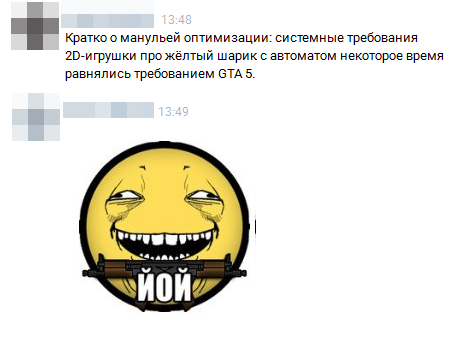 13:48
Кратко о манульей оптимизации: системные требования
2D-игрушки про жёлтый шарик с автоматом некоторое время
равнялись требованием GTA 5.
13:49
ЙОЙ